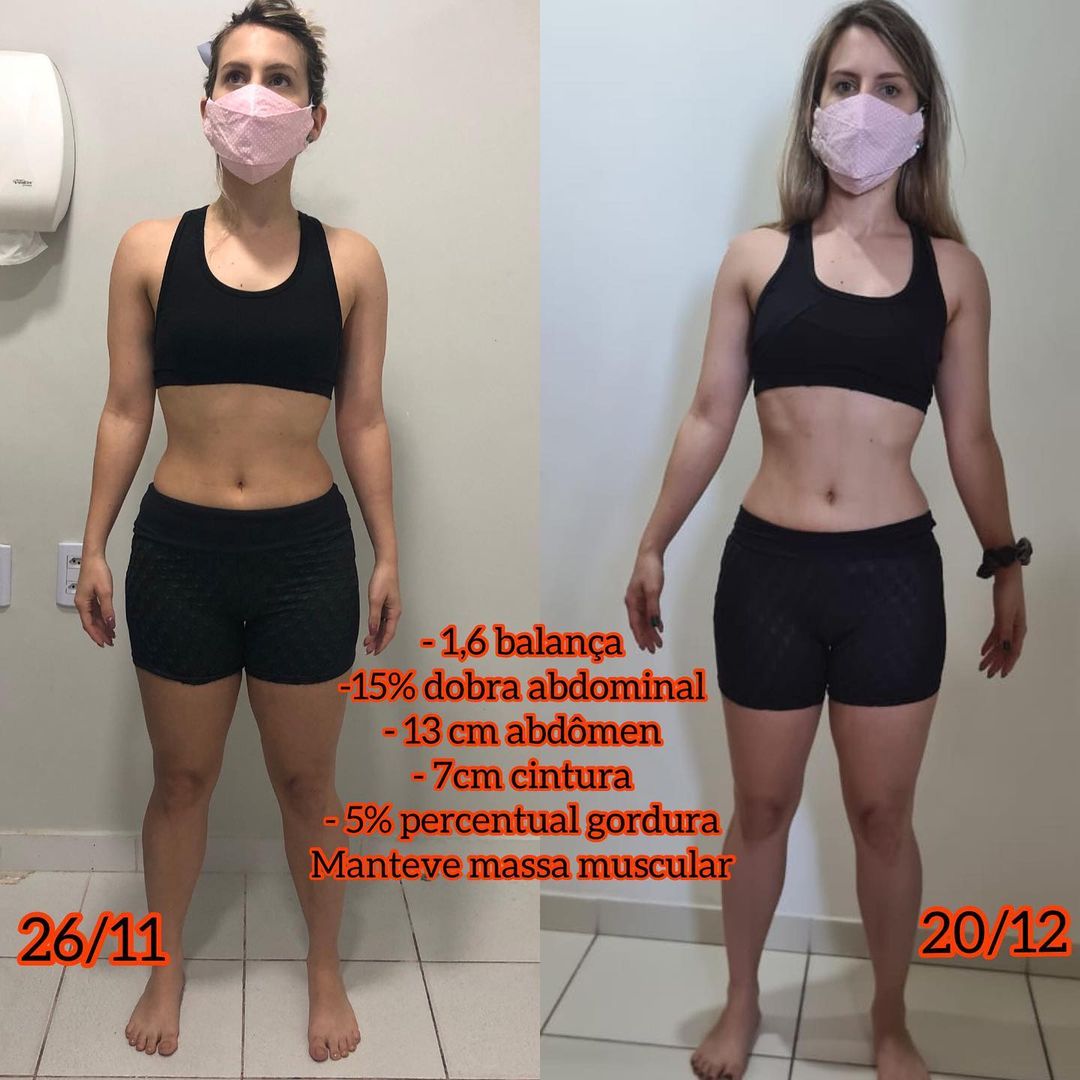 - 1,6 balança
-15% dobra abdominal
- 13 cm abdômen
- 7cm cintura
- 5% percentual gordura
Manteve massa muscular
26/11
20/12